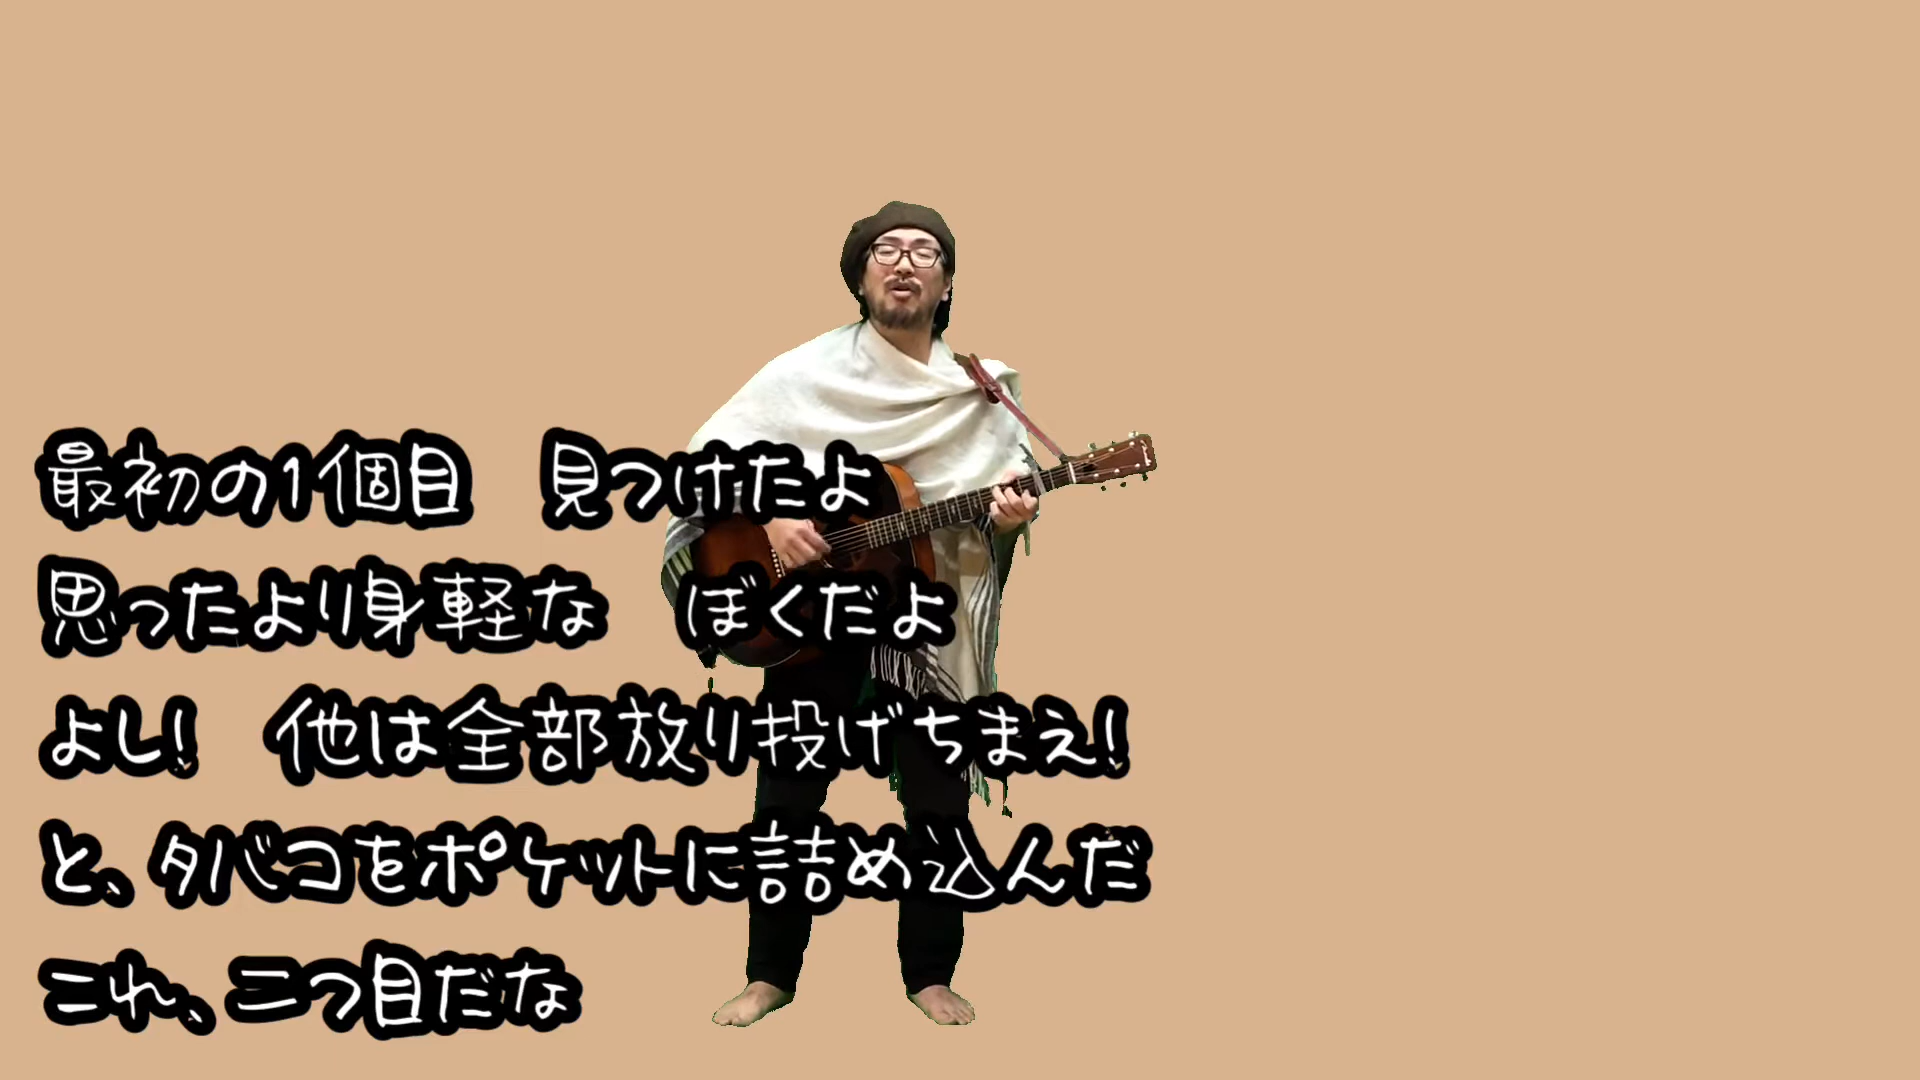 最初の1個目　見つけたよ
思ったより身軽な　ぼくだよ
よし!　他は全部放り投げちまえ!
と、タバコをポケットに詰め込んだ
これ、二つ目だな